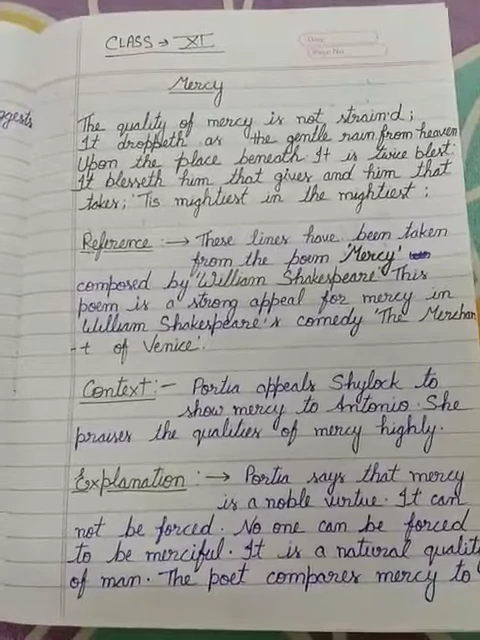 CLASS → XI
Date
Page No.
Mercy
ggests
The quality of mercy is not strain'd;
It droppeth as the gentle rain from heaven
Upon the place beneath. It is twice blest:
It blesseth him that gives and him that
takes; 'Tis mightiest in the mightiest;
Reference :→ These lines have been taken
from the poem 'Mercy'
composed by 'William Shakespeare' This
poem is a strong appeal for mercy in
William Shakespeare's comedy 'The Merchan
-t of Venice'.
Context:- Portia appeals Shylock to
show mercy to Antonio. She
praises the qualities of mercy highly.
Explanation :→ Portia says that mercy
is a noble virtue. It can
not be forced. No one can be forced
to be merciful. It is a natural qualit
of man. The poet compares mercy to